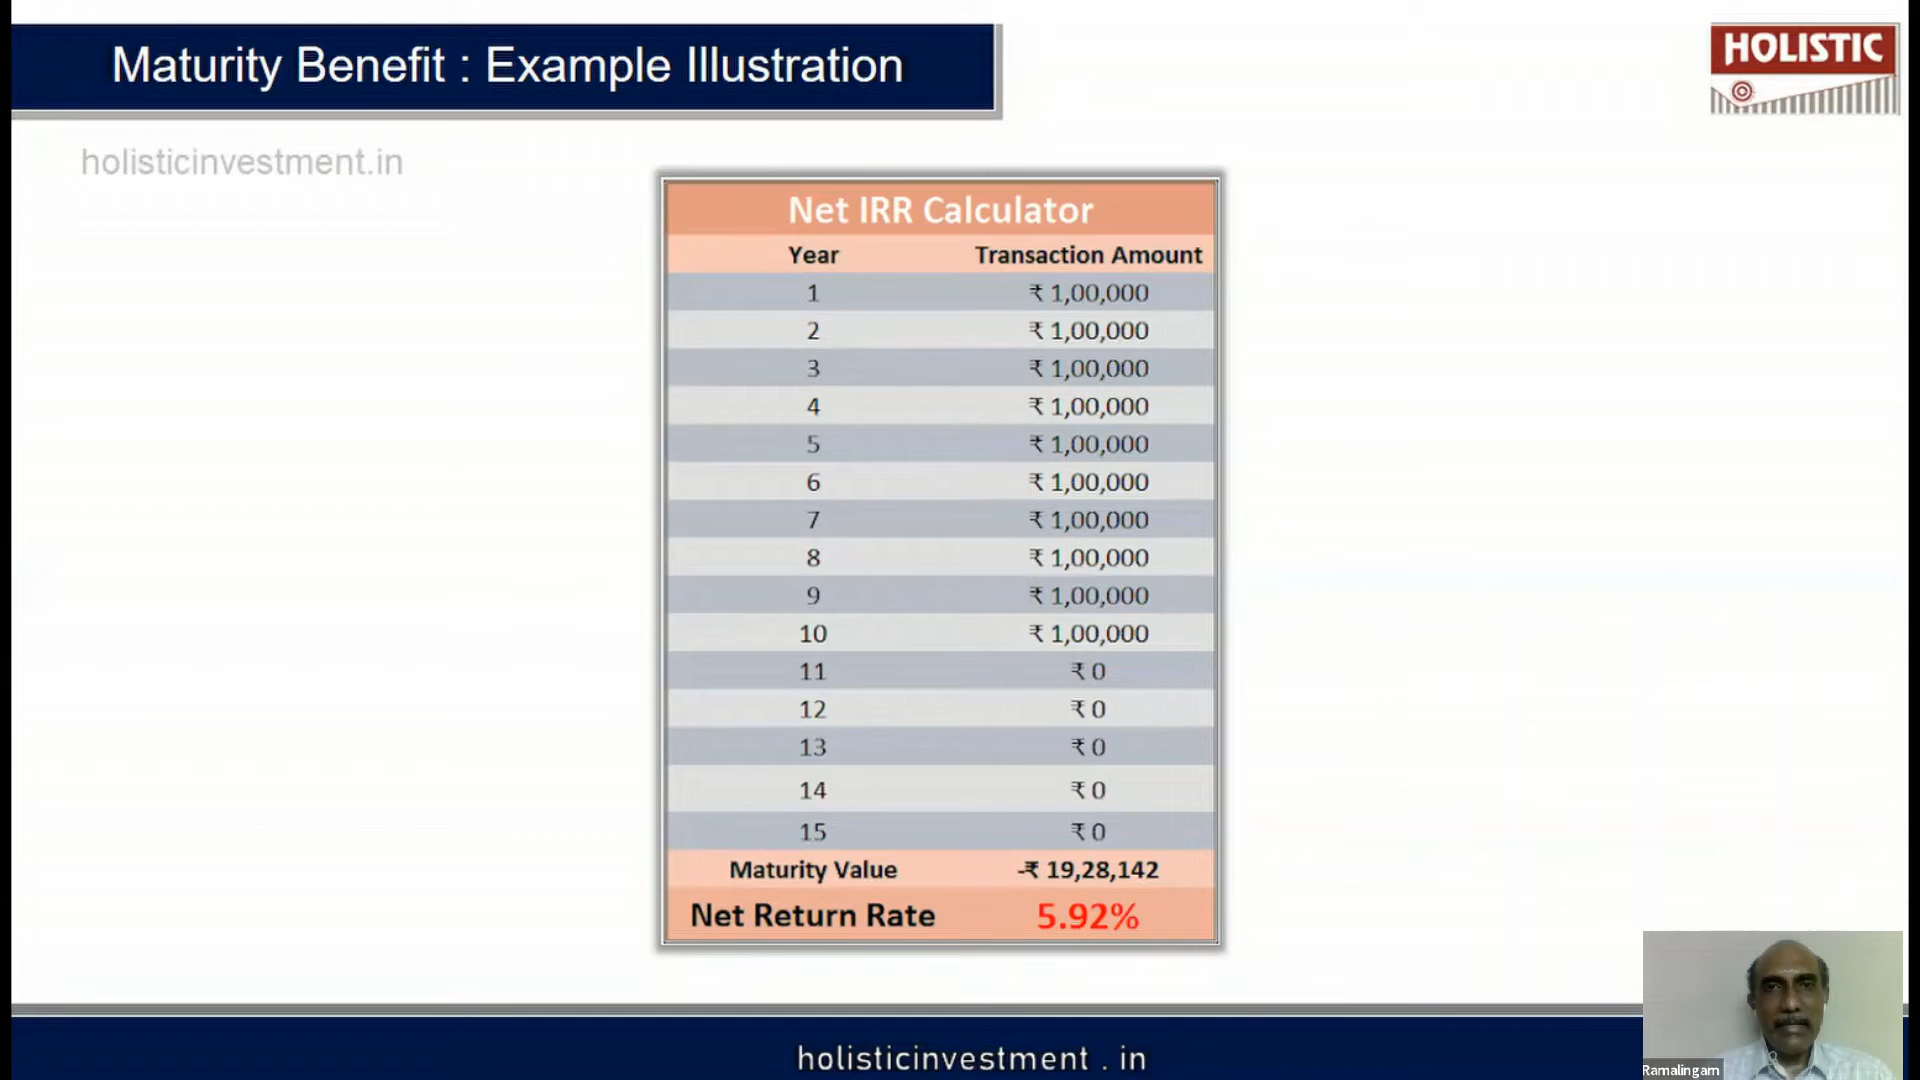 Maturity Benefit : Example Illustration
HOLISTIC
holisticinvestment.in
Net IRR Calculator
Year Transaction Amount
1 ₹ 1,00,000
2 ₹ 1,00,000
3 ₹ 1,00,000
4 ₹ 1,00,000
5 ₹ 1,00,000
6 ₹ 1,00,000
7 ₹ 1,00,000
8 ₹ 1,00,000
9 ₹ 1,00,000
10 ₹ 1,00,000
11 ₹ 0
12 ₹ 0
13 ₹ 0
14 ₹ 0
15 ₹ 0
Maturity Value -₹ 19,28,142
Net Return Rate 5.92%
holisticinvestment . in
Ramalingam